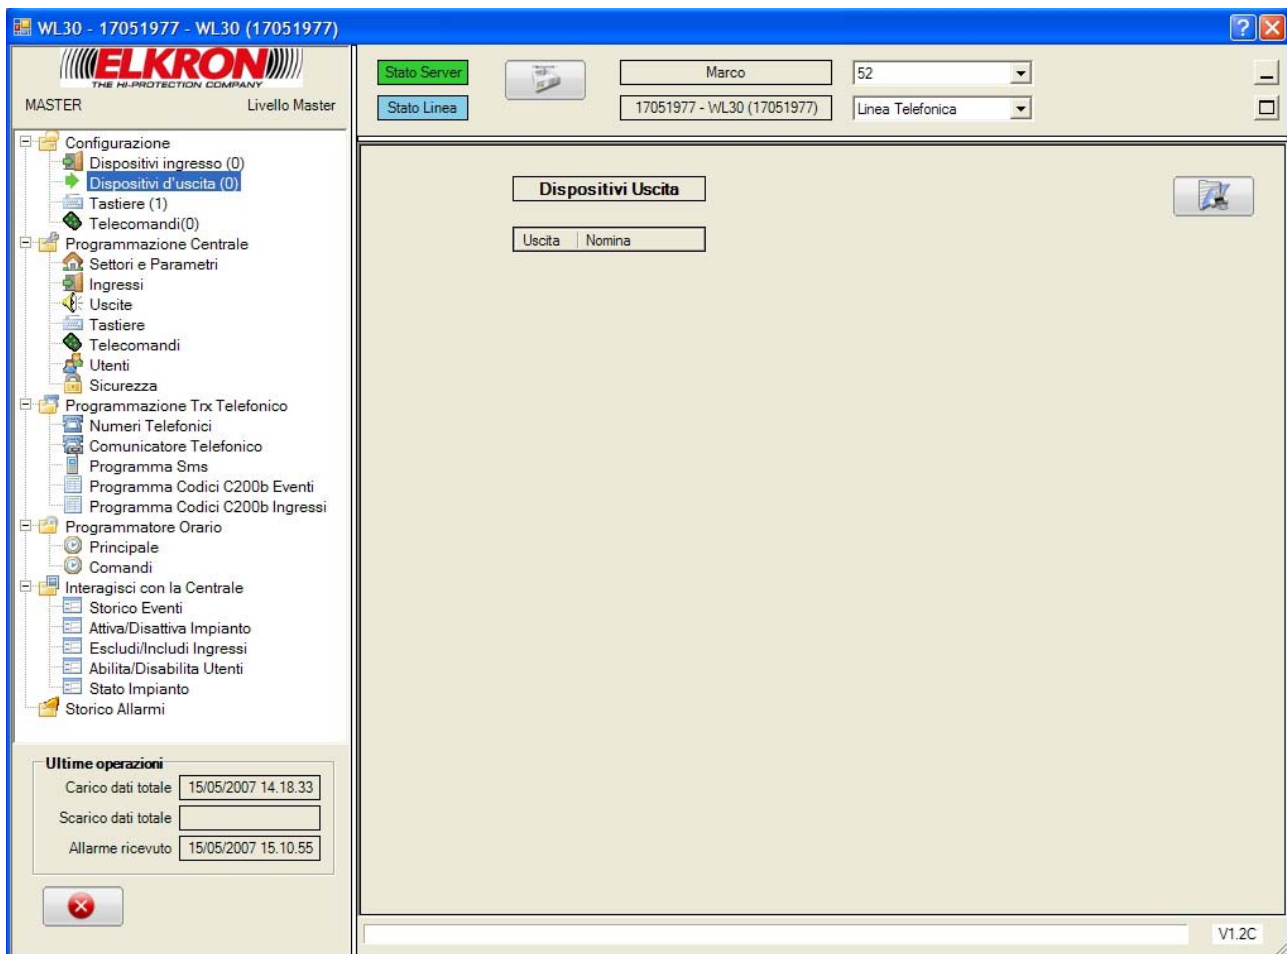 WL30 - 17051977 - WL30 (17051977)
ELKRON
THE HI-PROTECTION COMPANY
MASTER Livello Master
Stato Server
Marco
52
Stato Linea
17051977 - WL30 (17051977)
Linea Telefonica
Configurazione
Dispositivi ingresso (0)
Dispositivi d'uscita (0)
Tastiere (1)
Telecomandi(0)
Programmazione Centrale
Settori e Parametri
Ingressi
Uscite
Tastiere
Telecomandi
Utenti
Sicurezza
Programmazione Trx Telefonico
Numeri Telefonici
Comunicatore Telefonico
Programma Sms
Programma Codici C200b Eventi
Programma Codici C200b Ingressi
Programmatore Orario
Principale
Comandi
Interagisci con la Centrale
Storico Eventi
Attiva/Disattiva Impianto
Escludi/Includi Ingressi
Abilita/Disabilita Utenti
Stato Impianto
Storico Allarmi
Dispositivi Uscita
Uscita Nomina
Ultime operazioni
Carico dati totale 15/05/2007 14.18.33
Scarico dati totale
Allarme ricevuto 15/05/2007 15.10.55
V1.2C